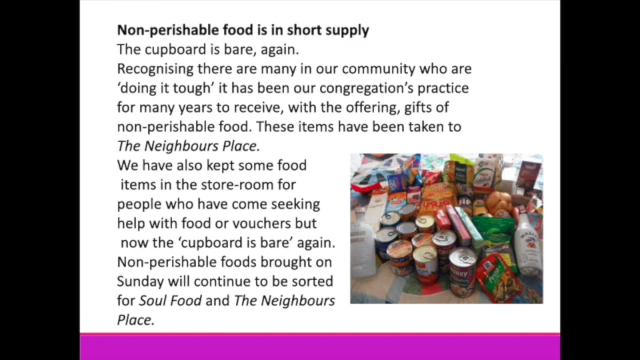 Non-perishable food is in short supply
The cupboard is bare, again.
Recognising there are many in our community who are
‘doing it tough’ it has been our congregation’s practice
for many years to receive, with the offering, gifts of
non-perishable food. These items have been taken to
The Neighbours Place.
We have also kept some food
items in the store-room for
people who have come seeking
help with food or vouchers but
now the ‘cupboard is bare’ again.
Non-perishable foods brought on
Sunday will continue to be sorted
for Soul Food and The Neighbours
Place.